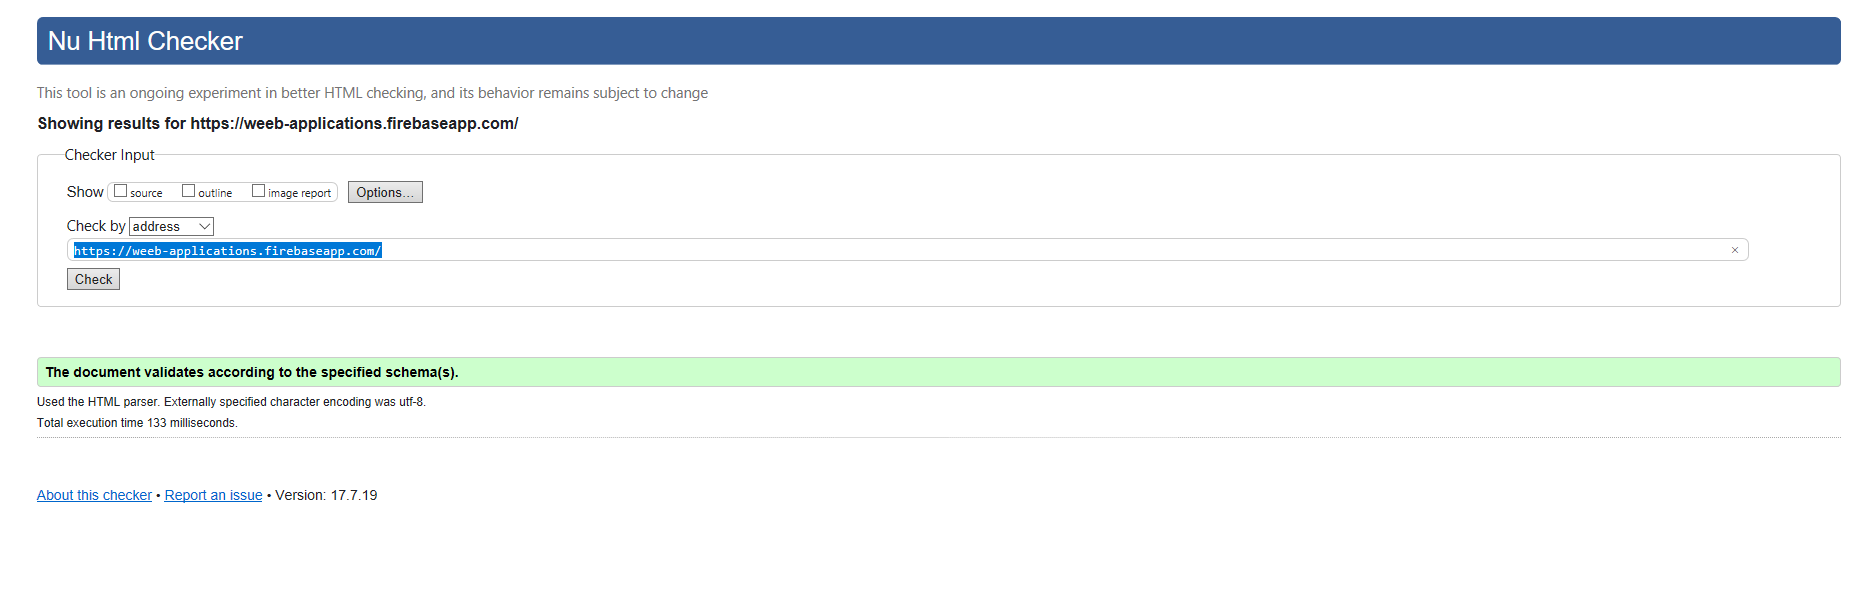 Nu Html Checker
This tool is an ongoing experiment in better HTML checking, and its behavior remains subject to change
Showing results for https://weeb-applications.firebaseapp.com/
Checker Input
Show source outline image report Options...
Check by address
https://weeb-applications.firebaseapp.com/ ×
Check
The document validates according to the specified schema(s).
Used the HTML parser. Externally specified character encoding was utf-8.
Total execution time 133 milliseconds.
About this checker • Report an issue • Version: 17.7.19